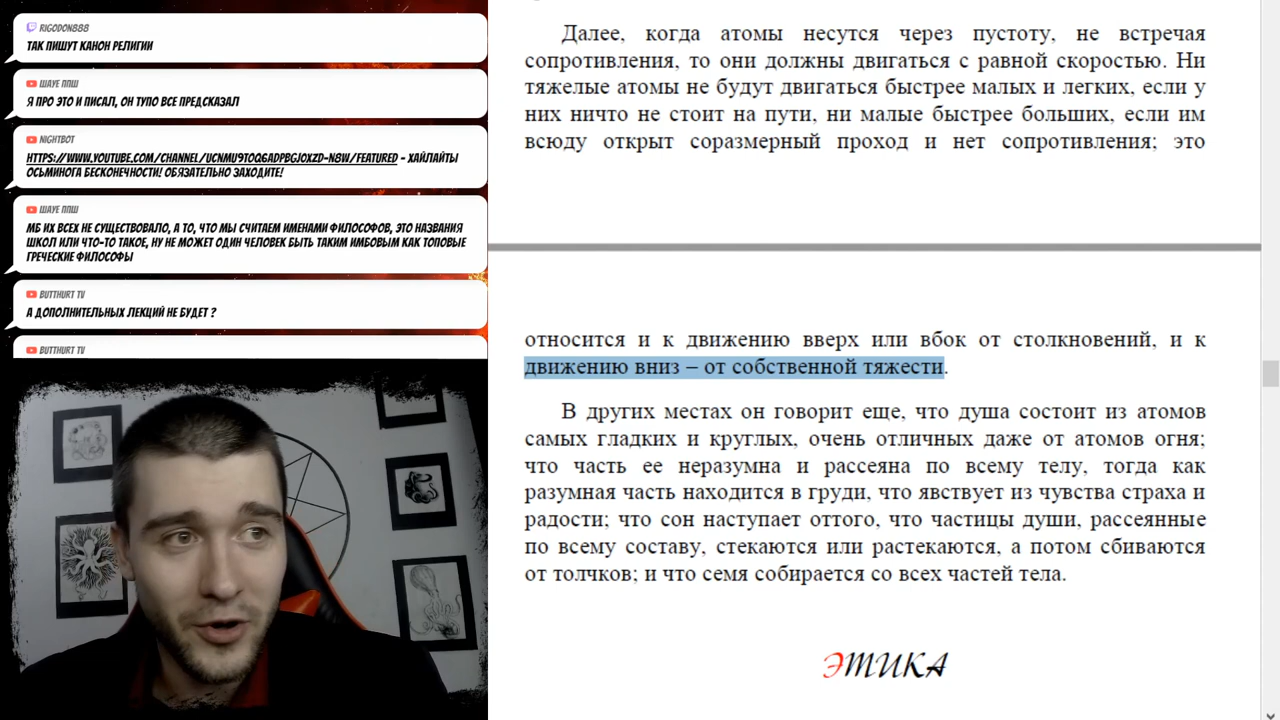 RIGODON888
ТАК ПИШУТ КАНОН РЕЛИГИИ
ШАУЕ ППШ
Я ПРО ЭТО И ПИСАЛ, ОН ТУПО ВСЕ ПРЕДСКАЗАЛ
NIGHTBOT
HTTPS://WWW.YOUTUBE.COM/CHANNEL/UCNMU9TOQ6ADPBGJOXZD-N8W/FEATURED - ХАЙЛАЙТЫ
ОСЬМИНОГА БЕСКОНЕЧНОСТИ! ОБЯЗАТЕЛЬНО ЗАХОДИТЕ!
ШАУЕ ППШ
МБ ИХ ВСЕХ НЕ СУЩЕСТВОВАЛО, А ТО, ЧТО МЫ СЧИТАЕМ ИМЕНАМИ ФИЛОСОФОВ, ЭТО НАЗВАНИЯ
ШКОЛ ИЛИ ЧТО-ТО ТАКОЕ, НУ НЕ МОЖЕТ ОДИН ЧЕЛОВЕК БЫТЬ ТАКИМ ИМБОВЫМ КАК ТОПОВЫЕ
ГРЕЧЕСКИЕ ФИЛОСОФЫ
BUTTHURT TV
А ДОПОЛНИТЕЛЬНЫХ ЛЕКЦИЙ НЕ БУДЕТ ?
BUTTHURT TV
Далее, когда атомы несутся через пустоту, не встречая
сопротивления, то они должны двигаться с равной скоростью. Ни
тяжелые атомы не будут двигаться быстрее малых и легких, если у
них ничто не стоит на пути, ни малые быстрее больших, если им
всюду открыт соразмерный проход и нет сопротивления; это
относится и к движению вверх или вбок от столкновений, и к
движению вниз – от собственной тяжести.
В других местах он говорит еще, что душа состоит из атомов
самых гладких и круглых, очень отличных даже от атомов огня;
что часть ее неразумна и рассеяна по всему телу, тогда как
разумная часть находится в груди, что явствует из чувства страха и
радости; что сон наступает оттого, что частицы души, рассеянные
по всему составу, стекаются или растекаются, а потом сбиваются
от толчков; и что семя собирается со всех частей тела.
ЭТИКА